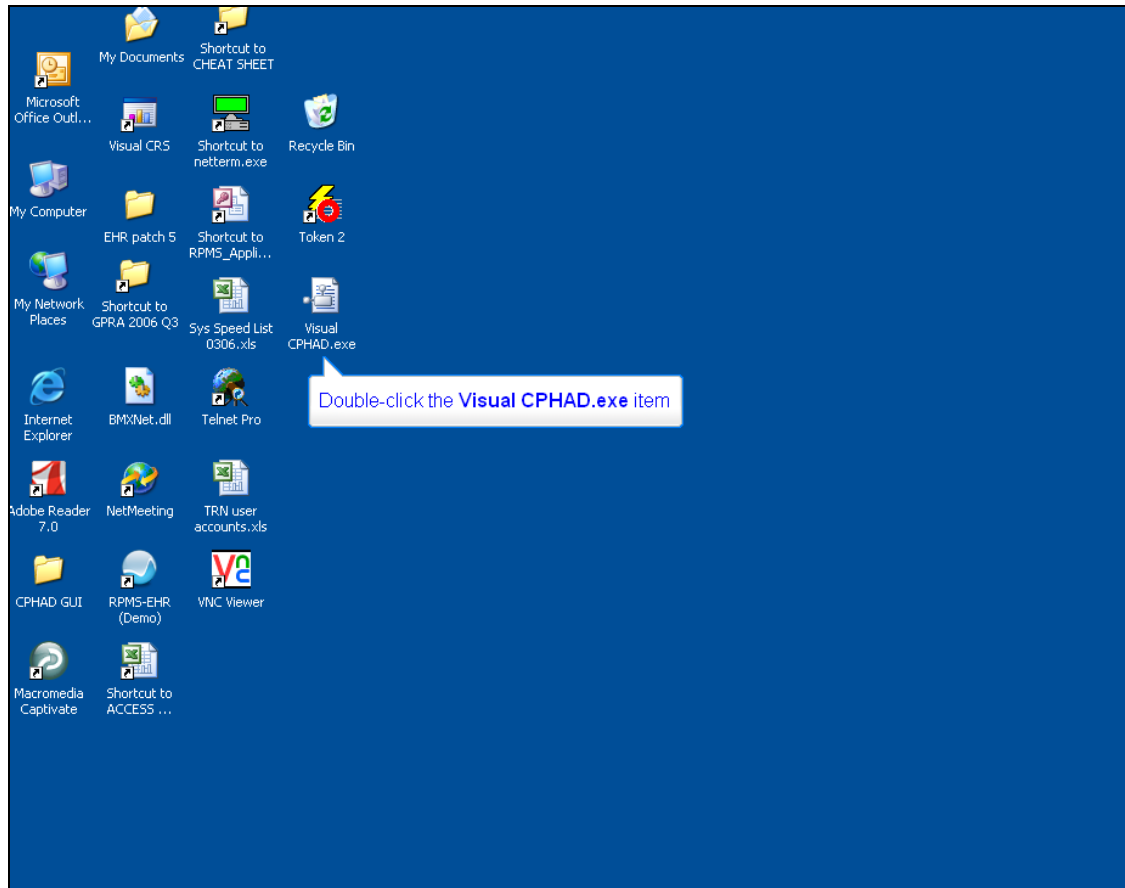 My Documents
Shortcut to
CHEAT SHEET
Microsoft
Office Outl...
Visual CRS
Shortcut to
netterm.exe
Recycle Bin
My Computer
EHR patch 5
Shortcut to
RPMS_Appli...
Token 2
My Network
Places
Shortcut to
GPRA 2006 Q3
Sys Speed List
0306.xls
Visual
CPHAD.exe
Double-click the Visual CPHAD.exe item
Internet
Explorer
BMXNet.dll
Telnet Pro
Adobe Reader
7.0
NetMeeting
TRN user
accounts.xls
CPHAD GUI
RPMS-EHR
(Demo)
VNC Viewer
Macromedia
Captivate
Shortcut to
ACCESS ...